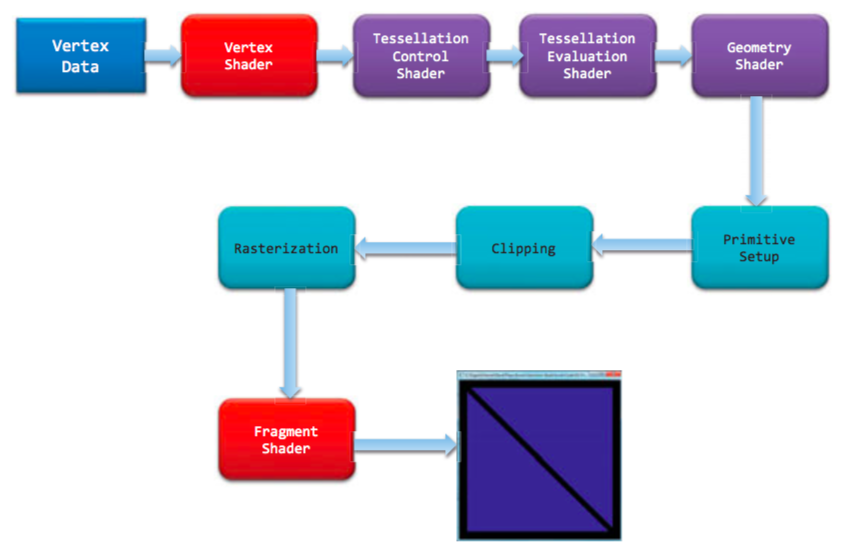 Vertex
Data
Vertex
Shader
Tessellation
Control
Shader
Tessellation
Evaluation
Shader
Geometry
Shader
Primitive
Setup
Clipping
Rasterization
Fragment
Shader